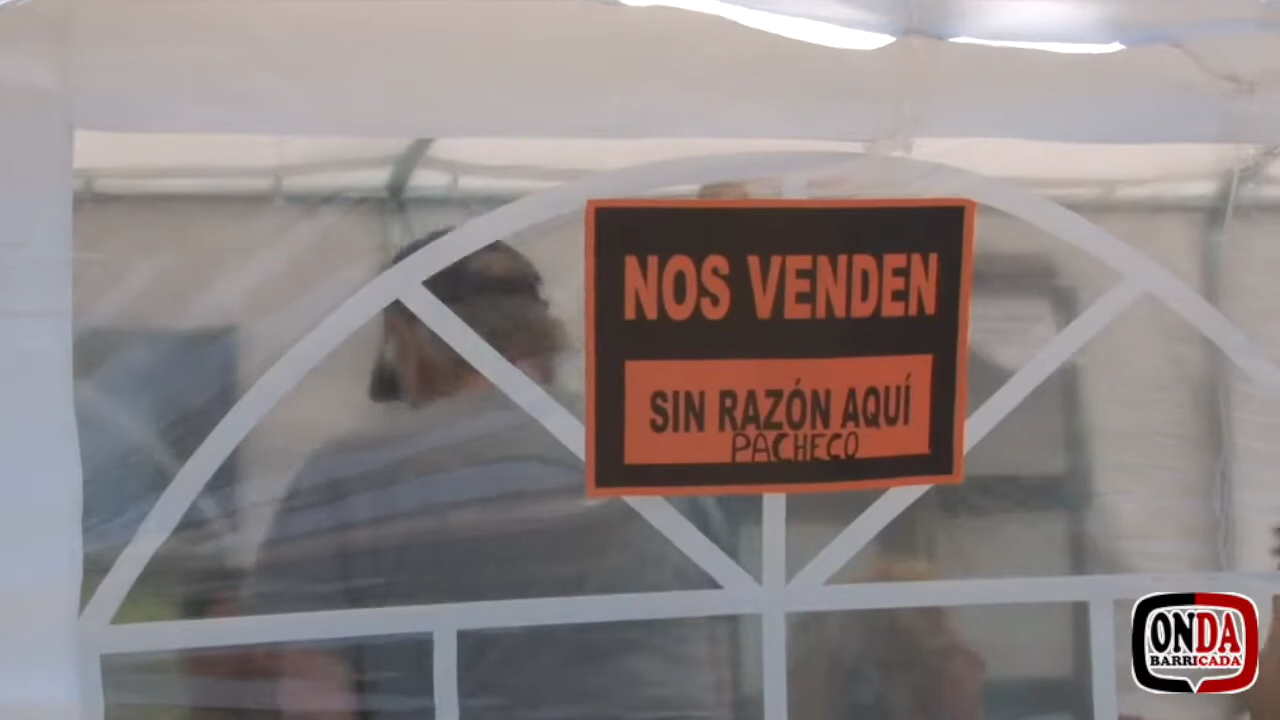 NOS VENDEN
SIN RAZÓN AQUÍ
PACHECO
ONDA
BARRICADA